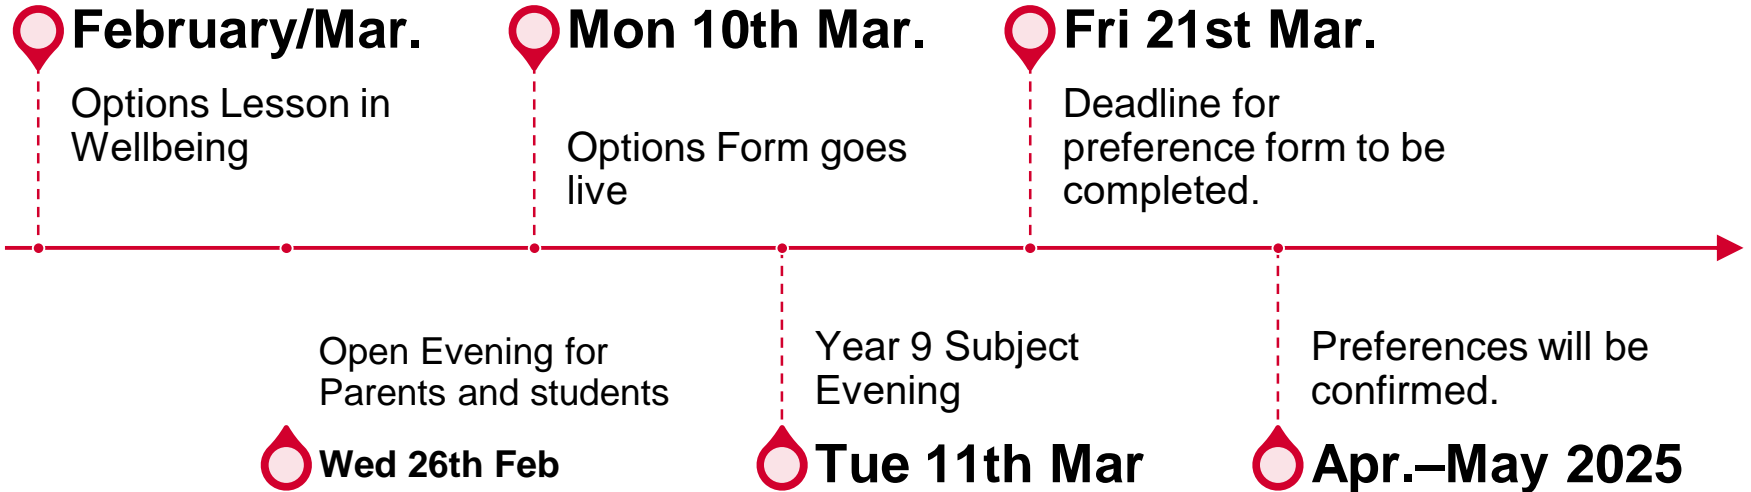 February/Mar.
Options Lesson in
Wellbeing
Mon 10th Mar.
Options Form goes
live
Fri 21st Mar.
Deadline for
preference form to be
completed.
Open Evening for
Parents and students
Wed 26th Feb
Year 9 Subject
Evening
Tue 11th Mar
Preferences will be
confirmed.
Apr.–May 2025